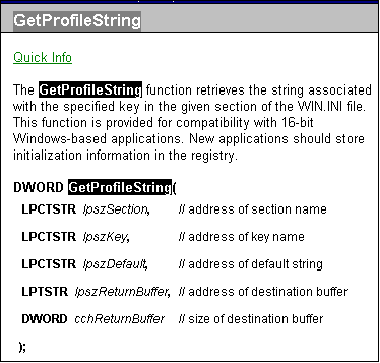 GetProfileString
Quick Info
The GetProfileString function retrieves the string associated
with the specified key in the given section of the WIN.INI file.
This function is provided for compatibility with 16-bit
Windows-based applications. New applications should store
initialization information in the registry.
DWORD GetProfileString(
LPCTSTR lpszSection, // address of section name
LPCTSTR lpszKey, // address of key name
LPCTSTR lpszDefault, // address of default string
LPTSTR lpszReturnBuffer, // address of destination buffer
DWORD cchReturnBuffer // size of destination buffer
);